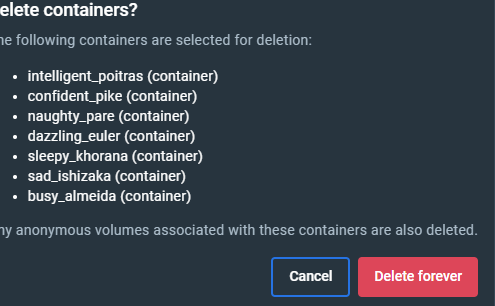 elete containers?
he following containers are selected for deletion:
intelligent_poitras (container)
confident_pike (container)
naughty_pare (container)
dazzling_euler (container)
sleepy_khorana (container)
sad_ishizaka (container)
busy_almeida (container)
ny anonymous volumes associated with these containers are also deleted.
Cancel Delete forever